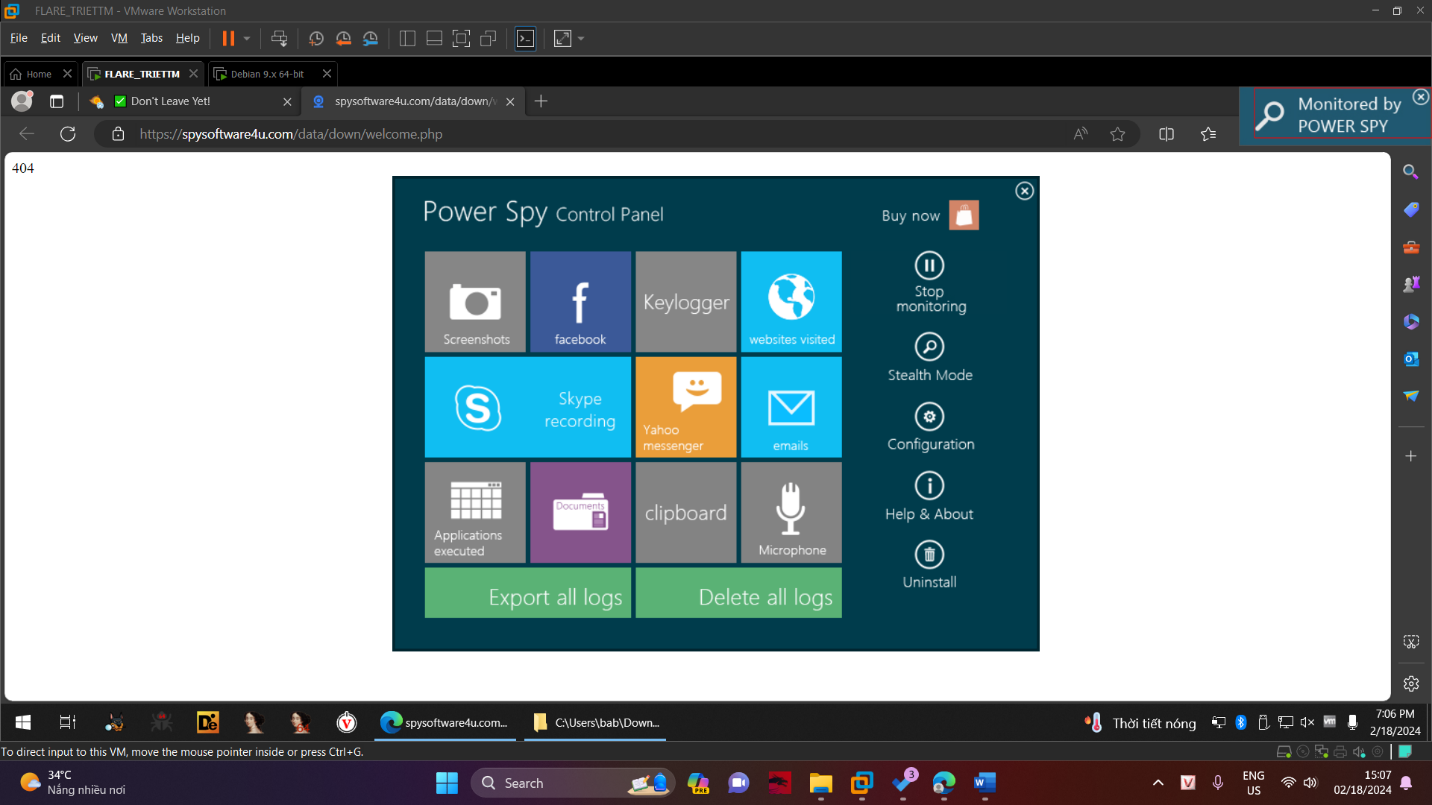 FLARE_TRIETTM - VMware Workstation
File Edit View VM Tabs Help
Home FLARE_TRIETTM Debian 9.x 64-bit
Don't Leave Yet! spysoftware4u.com/data/down/w
https://spysoftware4u.com/data/down/welcome.php
Monitored by
POWER SPY
404
Power Spy Control Panel
Buy now
Screenshots
facebook
Keylogger
websites visited
Skype
recording
Yahoo
messenger
emails
Applications
executed
Documents
clipboard
Microphone
Export all logs
Delete all logs
Stop
monitoring
Stealth Mode
Configuration
Help & About
Uninstall
De
spysoftware4u.com...
C:\Users\bab\Down...
Thời tiết nóng
7:06 PM
2/18/2024
To direct input to this VM, move the mouse pointer inside or press Ctrl+G.
34°C
Nắng nhiều nơi
Search
PRE
3
ENG
US
15:07
02/18/2024